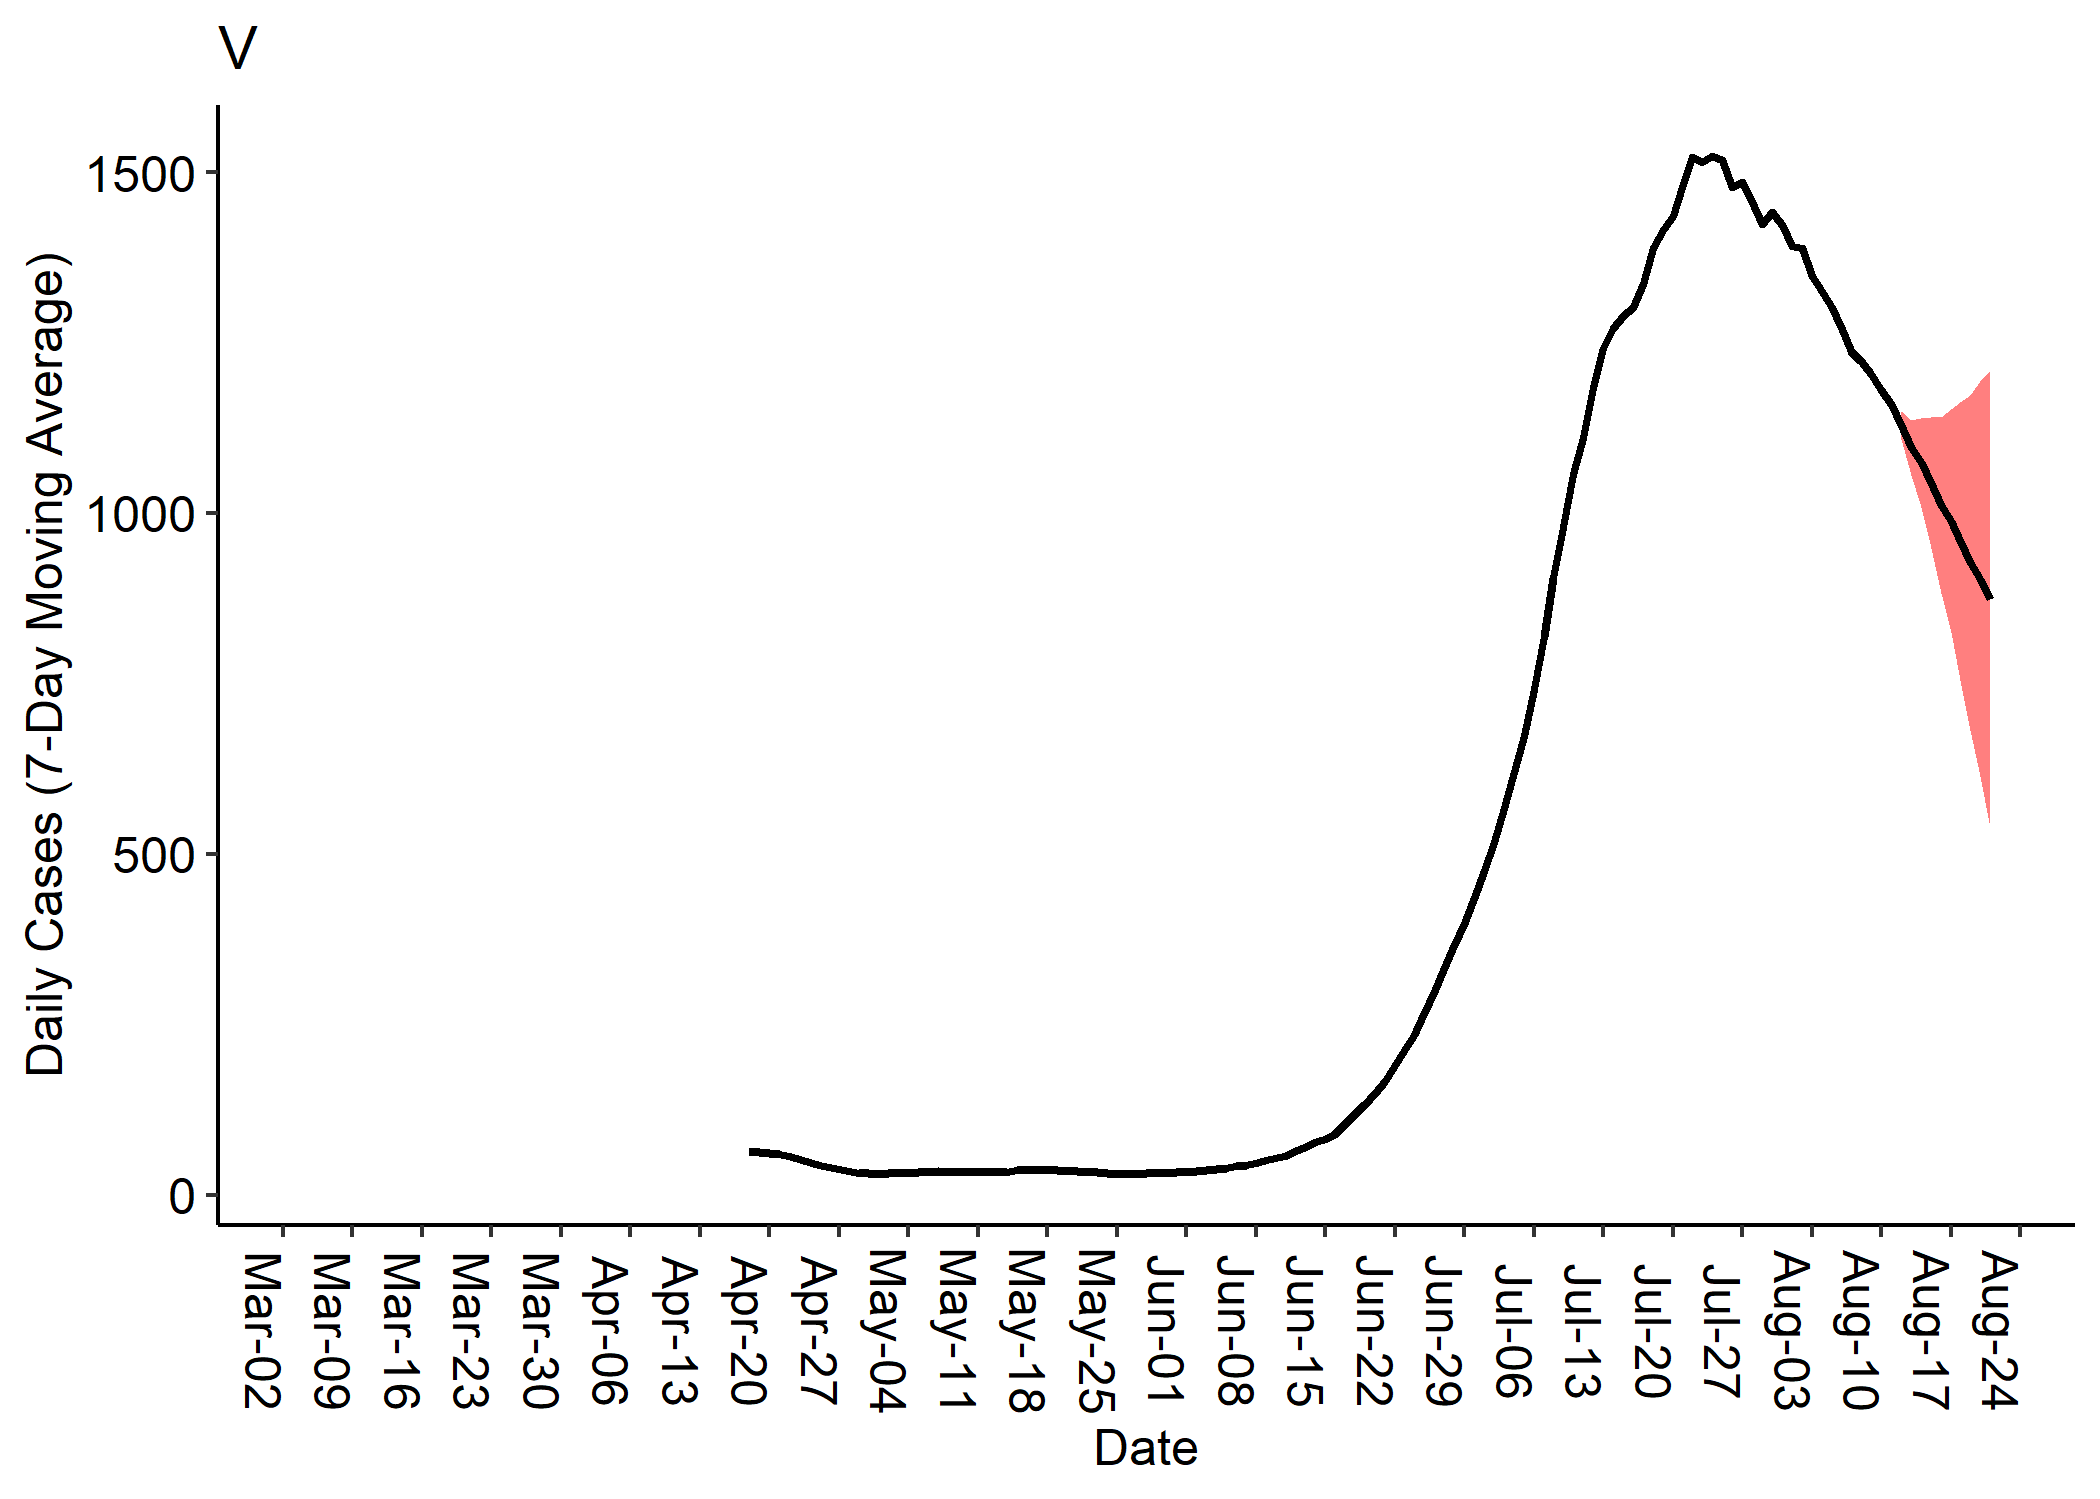 V
Daily Cases (7-Day Moving Average)
1500
1000
500
0
Mar-02
Mar-09
Mar-16
Mar-23
Mar-30
Apr-06
Apr-13
Apr-20
Apr-27
May-04
May-11
May-18
May-25
Jun-01
Jun-08
Jun-15
Jun-22
Jun-29
Jul-06
Jul-13
Jul-20
Jul-27
Aug-03
Aug-10
Aug-17
Aug-24
Date